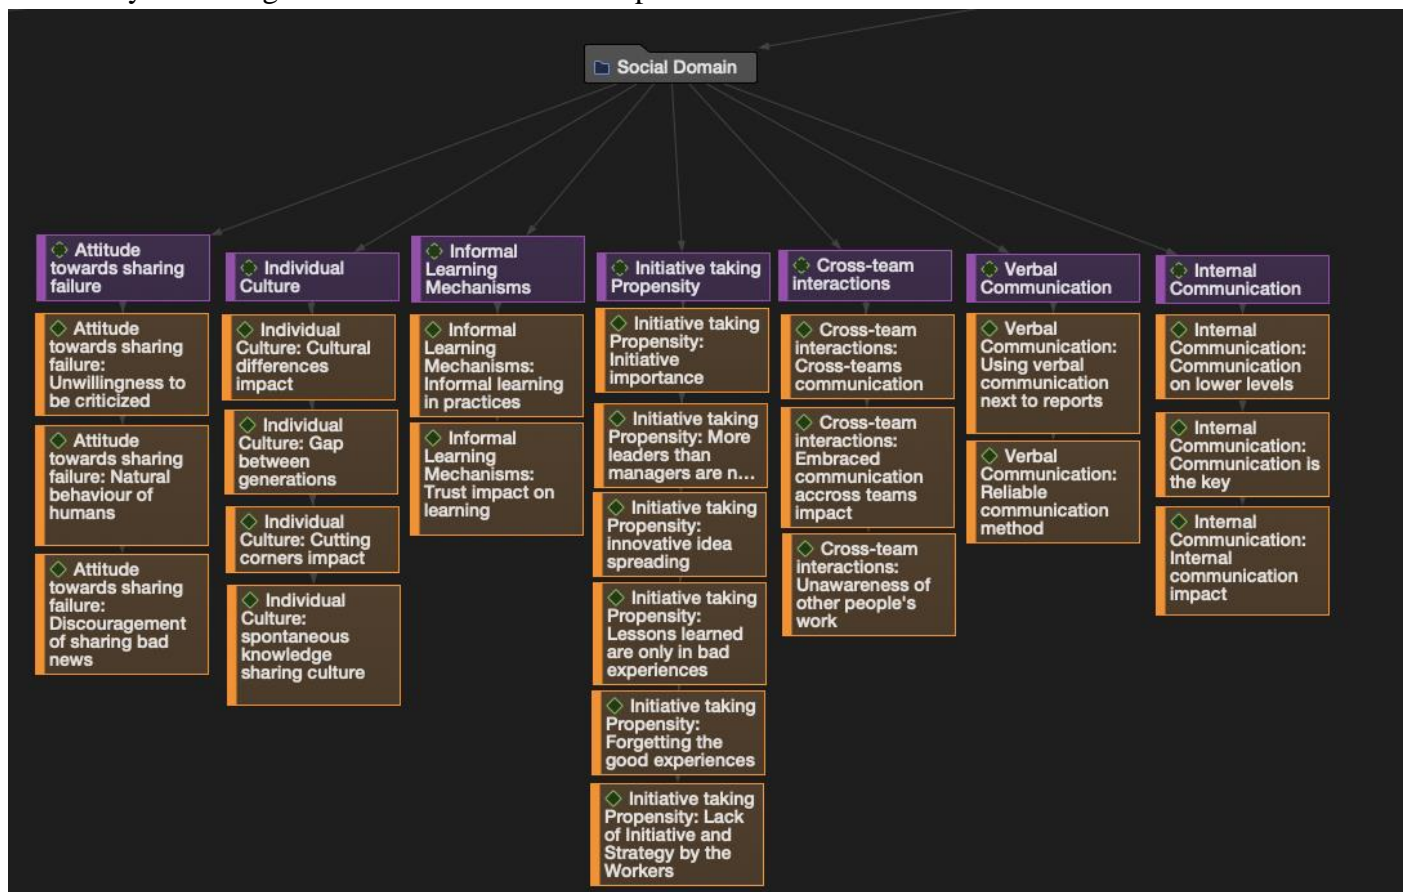 Social Domain
Attitude
towards sharing
failure
Attitude
towards sharing
failure:
Unwillingness to
be criticized
Attitude
towards sharing
failure: Natural
behaviour of
humans
Attitude
towards sharing
failure:
Discouragement
of sharing bad
news
Individual
Culture
Individual
Culture: Cultural
differences
impact
Individual
Culture: Gap
between
generations
Individual
Culture: Cutting
corners impact
Individual
Culture:
spontaneous
knowledge
sharing culture
Informal
Learning
Mechanisms
Informal
Learning
Mechanisms:
Informal learning
in practices
Informal
Learning
Mechanisms:
Trust impact on
learning
Initiative taking
Propensity
Initiative taking
Propensity:
Initiative
importance
Initiative taking
Propensity: More
leaders than
managers are n...
Initiative taking
Propensity:
innovative idea
spreading
Initiative taking
Propensity:
Lessons learned
are only in bad
experiences
Initiative taking
Propensity:
Forgetting the
good experiences
Initiative taking
Propensity: Lack
of Initiative and
Strategy by the
Workers
Cross-team
interactions
Cross-team
interactions:
Cross-teams
communication
Cross-team
interactions:
Embraced
communication
accross teams
impact
Cross-team
interactions:
Unawareness of
other people's
work
Verbal
Communication
Verbal
Communication:
Using verbal
communication
next to reports
Verbal
Communication:
Reliable
communication
method
Internal
Communication
Internal
Communication:
Communication
on lower levels
Internal
Communication:
Communication is
the key
Internal
Communication:
Internal
communication
impact